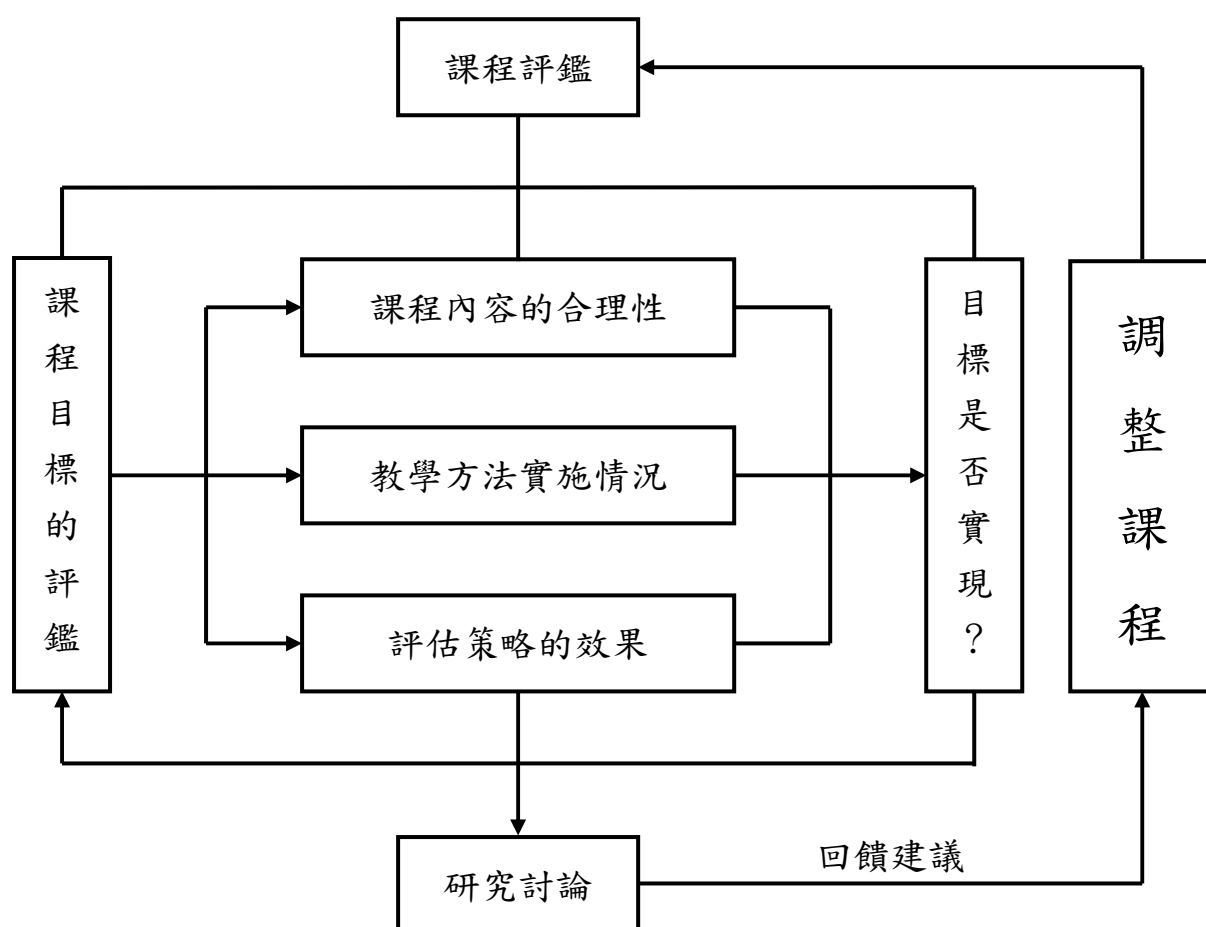 課程評鑑
課程目標的評鑑
課程內容的合理性
教學方法實施情況
評估策略的效果
目標是否實現？
調整課程
回饋建議
研究討論